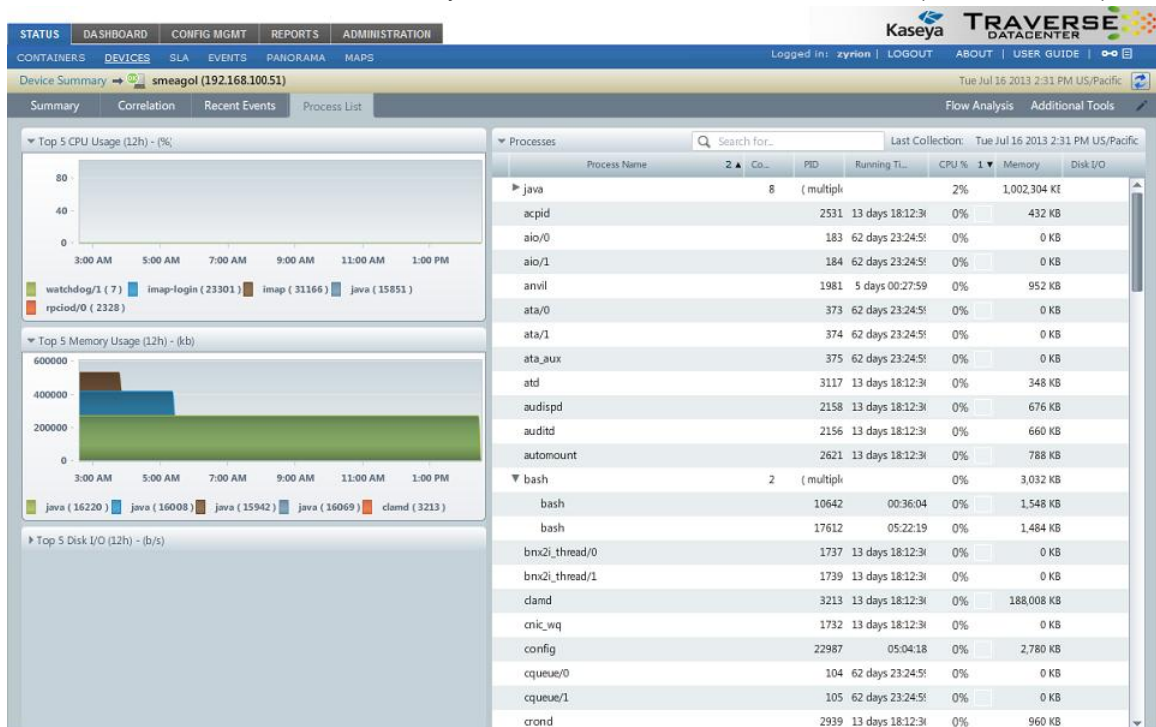 Kaseya TRAVERSE
DATACENTER
STATUS DASHBOARD CONFIG MGMT REPORTS ADMINISTRATION
CONTAINERS DEVICES SLA EVENTS PANORAMA MAPS Logged in: zyrion | LOGOUT ABOUT | USER GUIDE |
Device Summary smeagol (192.168.100.51) Tue Jul 16 2013 2:31 PM US/Pacific
Summary Correlation Recent Events Process List Flow Analysis Additional Tools
Top 5 CPU Usage (12h) - (%;
80
40
0
3:00 AM 5:00 AM 7:00 AM 9:00 AM 11:00 AM 1:00 PM
watchdog/1 ( 7 ) imap-login ( 23301 ) imap ( 31166 ) java ( 15851 )
rpciod/0 ( 2328 )
Top 5 Memory Usage (12h) - (kb)
600000
400000
200000
0
3:00 AM 5:00 AM 7:00 AM 9:00 AM 11:00 AM 1:00 PM
java ( 16220 ) java ( 16008 ) java ( 15942 ) java ( 16069 ) clamd ( 3213 )
Top 5 Disk I/O (12h) - (b/s)
Processes Search for... Last Collection: Tue Jul 16 2013 2:31 PM US/Pacific
Process Name 2 Co... PID Running Ti... CPU % 1 Memory Disk I/O
java 8 ( multiple 2% 1,002,304 KE
acpid 2531 13 days 18:12:3( 0% 432 KB
aio/0 183 62 days 23:24:5! 0% 0 KB
aio/1 184 62 days 23:24:5! 0% 0 KB
anvil 1981 5 days 00:27:59 0% 952 KB
ata/0 373 62 days 23:24:5! 0% 0 KB
ata/1 374 62 days 23:24:5! 0% 0 KB
ata_aux 375 62 days 23:24:5! 0% 0 KB
atd 3117 13 days 18:12:3( 0% 348 KB
audispd 2158 13 days 18:12:3( 0% 676 KB
auditd 2156 13 days 18:12:3( 0% 660 KB
automount 2621 13 days 18:12:3( 0% 788 KB
bash 2 ( multiple 0% 3,032 KB
bash 10642 00:36:04 0% 1,548 KB
bash 17612 05:22:19 0% 1,484 KB
bnx2i_thread/0 1737 13 days 18:12:3( 0% 0 KB
bnx2i_thread/1 1739 13 days 18:12:3( 0% 0 KB
clamd 3213 13 days 18:12:3( 0% 188,008 KB
cnic_wq 1732 13 days 18:12:3( 0% 0 KB
config 22987 05:04:18 0% 2,780 KB
cqueue/0 104 62 days 23:24:5! 0% 0 KB
cqueue/1 105 62 days 23:24:5! 0% 0 KB
crond 2939 13 days 18:12:3( 0% 960 KB